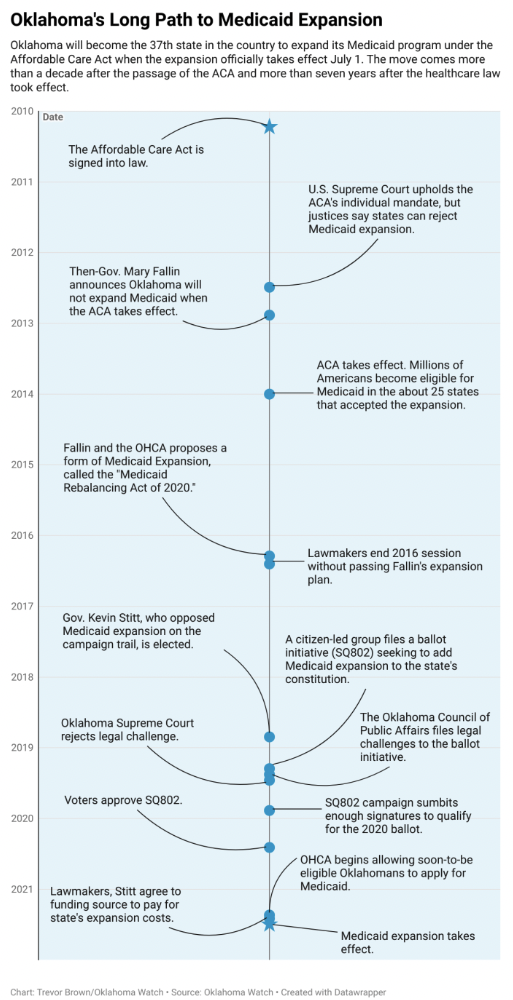 Oklahoma's Long Path to Medicaid Expansion
Oklahoma will become the 37th state in the country to expand its Medicaid program under the
Affordable Care Act when the expansion officially takes effect July 1. The move comes more
than a decade after the passage of the ACA and more than seven years after the healthcare law
took effect.
2010
Date
The Affordable Care Act is
signed into law.
2011
U.S. Supreme Court upholds the
ACA's individual mandate, but
justices say states can reject
Medicaid expansion.
2012
Then-Gov. Mary Fallin
announces Oklahoma will
not expand Medicaid when
the ACA takes effect.
2013
ACA takes effect. Millions of
Americans become eligible for
Medicaid in the about 25 states
that accepted the expansion.
2014
Fallin and the OHCA proposes a
form of Medicaid Expansion,
called the "Medicaid
Rebalancing Act of 2020."
2015
2016
Lawmakers end 2016 session
without passing Fallin's expansion
plan.
2017
Gov. Kevin Stitt, who opposed
Medicaid expansion on the
campaign trail, is elected.
A citizen-led group files a ballot
initiative (SQ802) seeking to add
Medicaid expansion to the state's
constitution.
2018
Oklahoma Supreme Court
rejects legal challenge.
The Oklahoma Council of
Public Affairs files legal
challenges to the ballot
initiative.
2019
Voters approve SQ802.
SQ802 campaign sumbits
enough signatures to qualify
for the 2020 ballot.
2020
OHCA begins allowing soon-to-be
eligible Oklahomans to apply for
Medicaid.
2021
Lawmakers, Stitt agree to
funding source to pay for
state's expansion costs.
Medicaid expansion takes
effect.
Chart: Trevor Brown/Oklahoma Watch • Source: Oklahoma Watch • Created with Datawrapper